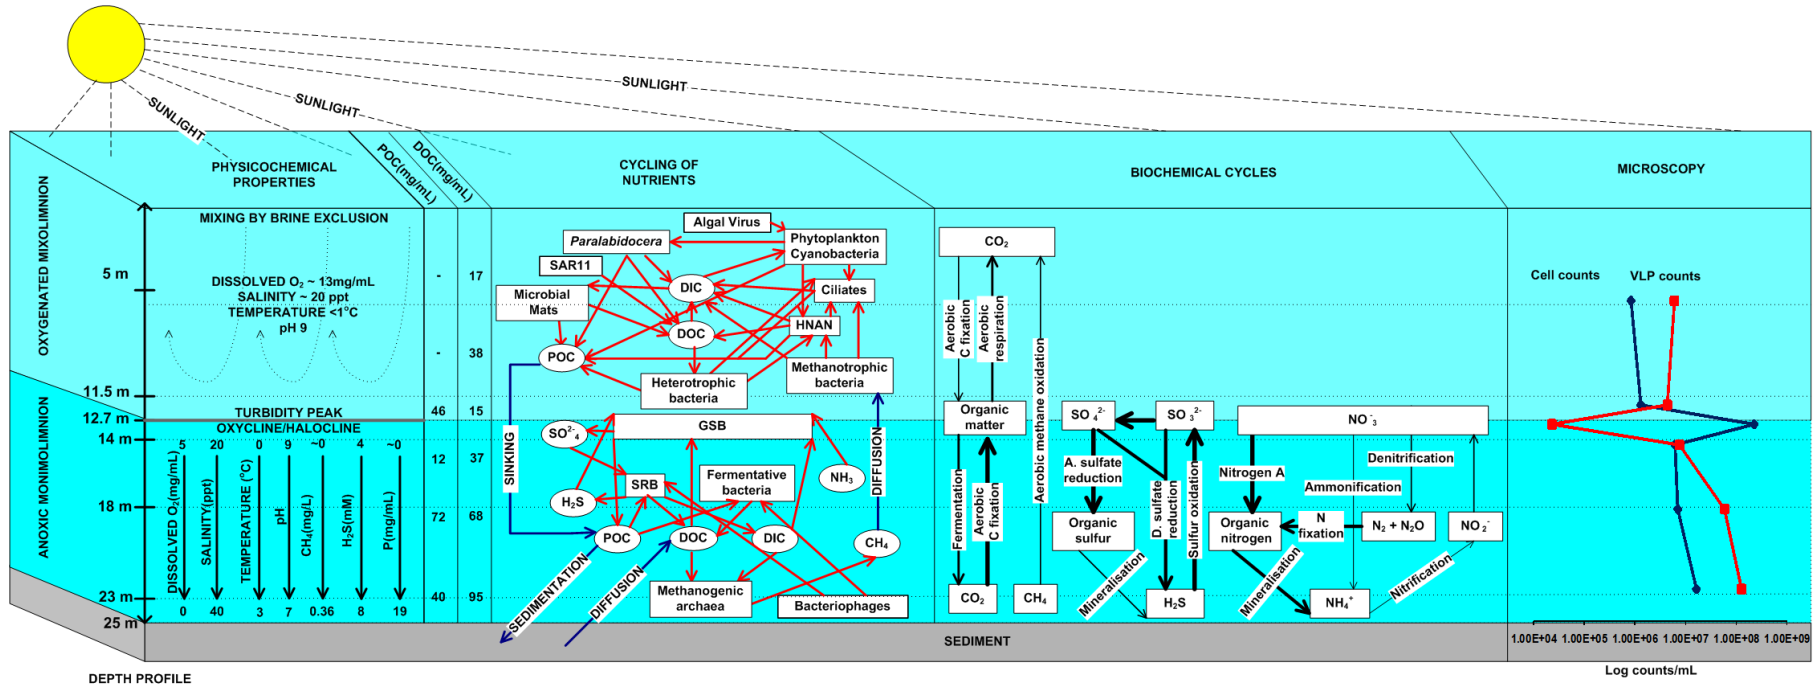 SUNLIGHT
SUNLIGHT
SUNLIGHT
PHYSICOCHEMICAL
PROPERTIES
POC(mg/mL)
DOC(mg/mL)
CYCLING OF
NUTRIENTS
BIOCHEMICAL CYCLES
MICROSCOPY
OXYGENATED MIXOLIMNION
ANOXIC MONIMOLIMNION
5 m
11.5 m
12.7 m
14 m
18 m
23 m
25 m
DEPTH PROFILE
MIXING BY BRINE EXCLUSION
DISSOLVED O₂ ~ 13mg/mL
SALINITY ~ 20 ppt
TEMPERATURE <1°C
pH 9
TURBIDITY PEAK
OXYCLINE/HALOCLINE
5 20 0 9 ~0 4 ~0
DISSOLVED O₂(mg/mL)
SALINITY(ppt)
TEMPERATURE (°C)
pH
CH₄(mg/L)
H₂S(mM)
P(mg/mL)
0 40 3 7 0.36 8 19
- 17
- 38
46 15
12 37
72 68
40 95
Algal Virus
Paralabidocera
Phytoplankton
Cyanobacteria
SAR11
DIC
Ciliates
Microbial
Mats
HNAN
DOC
POC
Methanotrophic
bacteria
Heterotrophic
bacteria
GSB
SO²⁻₄
SRB
Fermentative
bacteria
NH₃
H₂S
POC
DOC
DIC
CH₄
Methanogenic
archaea
Bacteriophages
SINKING
DIFFUSION
SEDIMENTATION
DIFFUSION
CO₂
Aerobic
C fixation
Aerobic
respiration
Aerobic methane oxidation
Organic
matter
Fermentation
Aerobic
C fixation
CO₂
CH₄
SO₄²⁻
SO₃²⁻
A. sulfate
reduction
D. sulfate
reduction
Sulfur oxidation
Organic
sulfur
Mineralisation
H₂S
NO⁻₃
Nitrogen A
Denitrification
Ammonification
Organic
nitrogen
N
fixation
N₂ + N₂O
NO₂⁻
Mineralisation
Nitrification
NH₄⁺
Cell counts
VLP counts
1.00E+04 1.00E+05 1.00E+06 1.00E+07 1.00E+08 1.00E+09
Log counts/mL
SEDIMENT